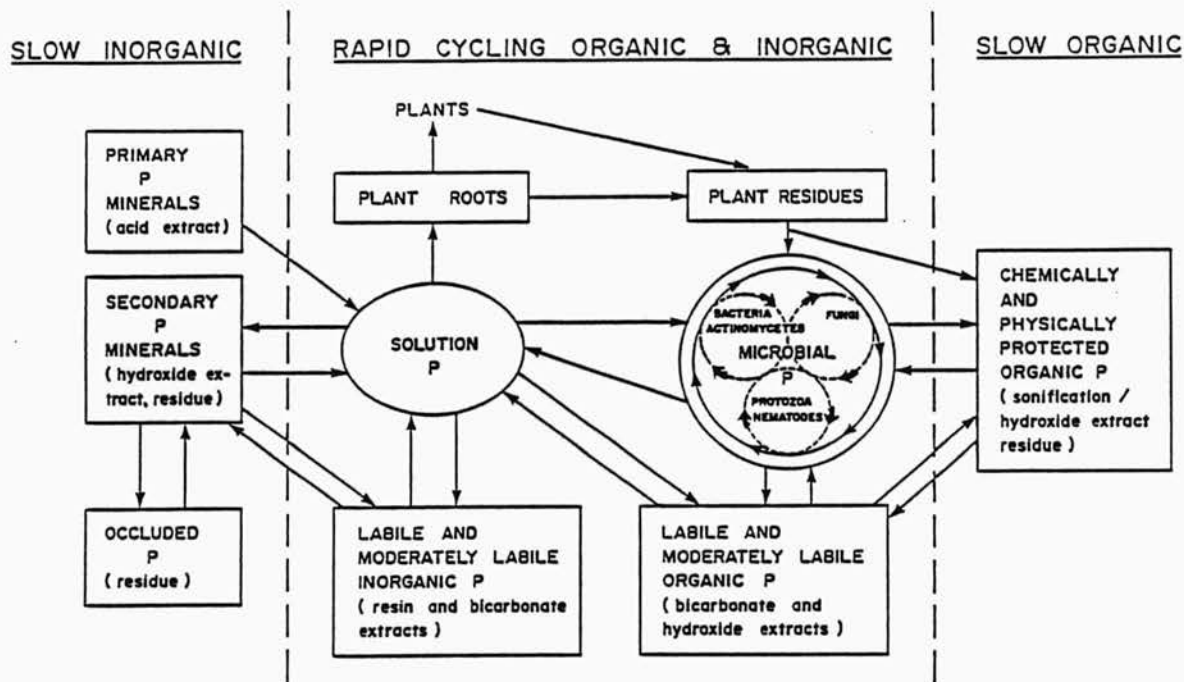 SLOW INORGANIC
RAPID CYCLING ORGANIC & INORGANIC
SLOW ORGANIC
PLANTS
PRIMARY
P
MINERALS
(acid extract)
PLANT ROOTS
PLANT RESIDUES
SECONDARY
P
MINERALS
(hydroxide ex-
tract, residue)
SOLUTION
P
BACTERIA
ACTINOMYCETES
FUNGI
MICROBIAL
P
PROTOZOA
NEMATODES
CHEMICALLY
AND
PHYSICALLY
PROTECTED
ORGANIC P
(sonification /
hydroxide extract
residue)
OCCLUDED
P
(residue)
LABILE AND
MODERATELY LABILE
INORGANIC P
(resin and bicarbonate
extracts)
LABILE AND
MODERATELY LABILE
ORGANIC P
(bicarbonate and
hydroxide extracts)